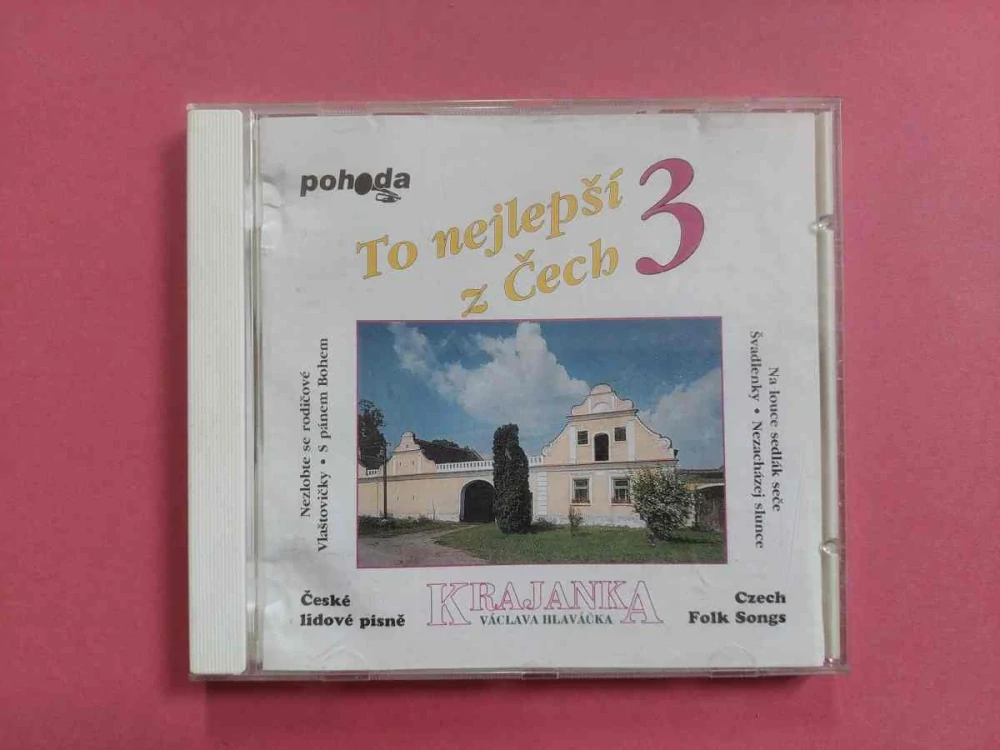 pohoda
To nejlepší
z Čech
3
Nezlobte se rodičové
Vlaštovičky • S pánem Bohem
Na louce sedlák seče
Švadlenky • Nezacházej slunce
České
lidové pisně
KRAJANKA
VÁCLAVA HLAVÁČKA
Czech
Folk Songs